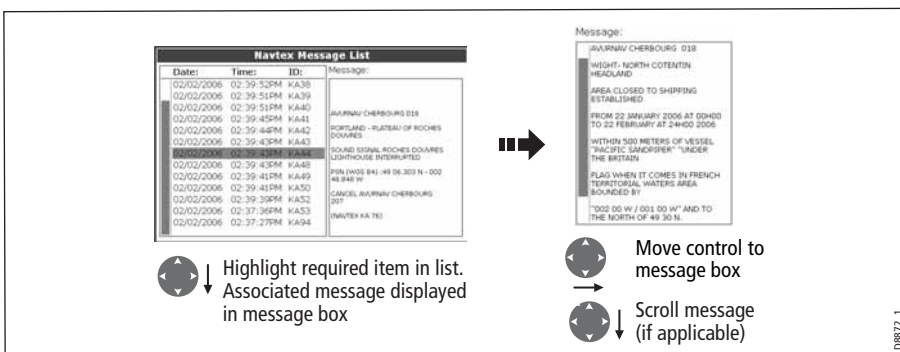 Navtex Message List
Date: Time: ID: Message:
02/02/2006 02:39:52PM KA38
02/02/2006 02:39:51PM KA39
02/02/2006 02:39:51PM KA40
02/02/2006 02:39:45PM KA41
02/02/2006 02:39:44PM KA42
02/02/2006 02:39:43PM KA43
02/02/2006 02:39:43PM KA44
02/02/2006 02:39:43PM KA48
02/02/2006 02:39:41PM KA49
02/02/2006 02:39:41PM KA50
02/02/2006 02:39:39PM KA52
02/02/2006 02:37:36PM KA53
02/02/2006 02:37:27PM KA94
AVURNAV CHERBOURG 016
PORTLAND - PLATEAU OF ROCHES
DOUVRES
SOUND SIGNAL ROCHES DOUVRES
LIGHTHOUSE INTERRUPTED
PSN (WGS 84) :49 06.303 N - 002
48.848 W
CANCEL AVURNAV CHERBOURG
207
(NAVTEX KA 76)
Highlight required item in list.
Associated message displayed
in message box
Message:
AVURNAV CHERBOURG 018
WIGHT- NORTH COTENTIN
HEADLAND
AREA CLOSED TO SHIPPING
ESTABLISHED
FROM 22 JANUARY 2006 AT 00H00
TO 22 FEBRUARY AT 24H00 2006
WITHIN 500 METERS OF VESSEL
"PACIFIC SANDPIPER" "UNDER
THE BRITAIN
FLAG WHEN IT COMES IN FRENCH
TERRITORIAL WATERS AREA
BOUNDED BY
"002 00 W / 001 00 W" AND TO
THE NORTH OF 49 30 N.
Move control to
message box
Scroll message
(if applicable)
D8872_1